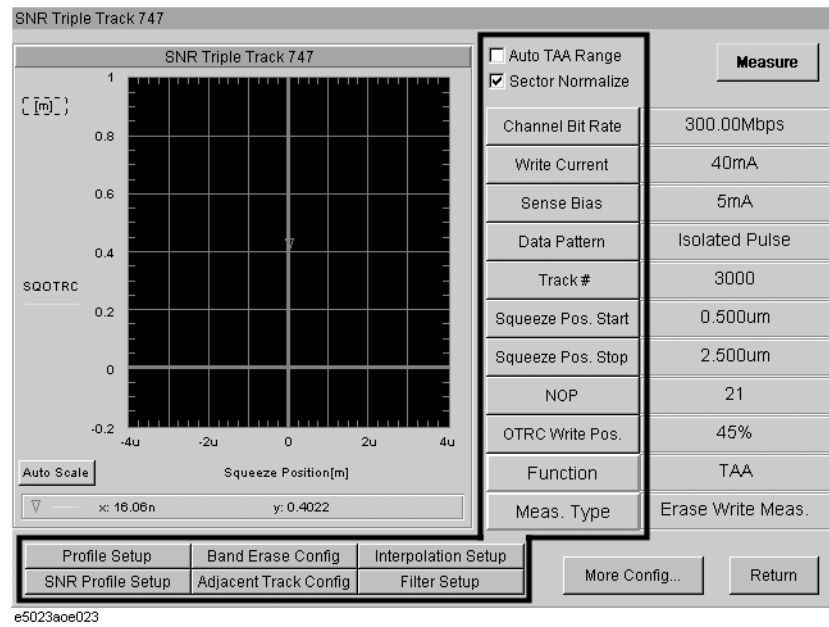 SNR Triple Track 747
SNR Triple Track 747
[m]
1
0.8
0.6
0.4
SQOTRC
0.2
0
-0.2
-4u -2u 0 2u 4u
Auto Scale
Squeeze Position[m]
x: 16.06n y: 0.4022
Auto TAA Range
Sector Normalize
Measure
Channel Bit Rate 300.00Mbps
Write Current 40mA
Sense Bias 5mA
Data Pattern Isolated Pulse
Track # 3000
Squeeze Pos. Start 0.500um
Squeeze Pos. Stop 2.500um
NOP 21
OTRC Write Pos. 45%
Function TAA
Meas. Type Erase Write Meas.
Profile Setup Band Erase Config Interpolation Setup
SNR Profile Setup Adjacent Track Config Filter Setup
More Config... Return
e5023aoe023